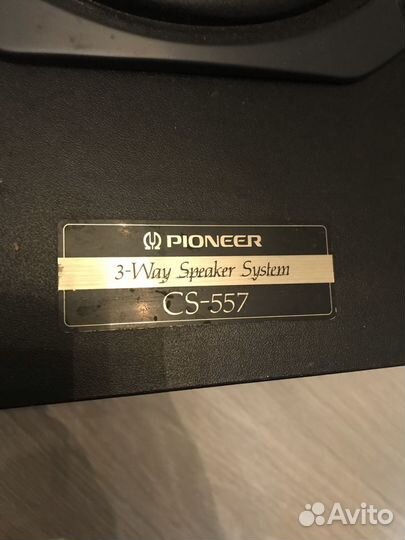 PIONEER
3-Way Speaker System
CS-557
Avito